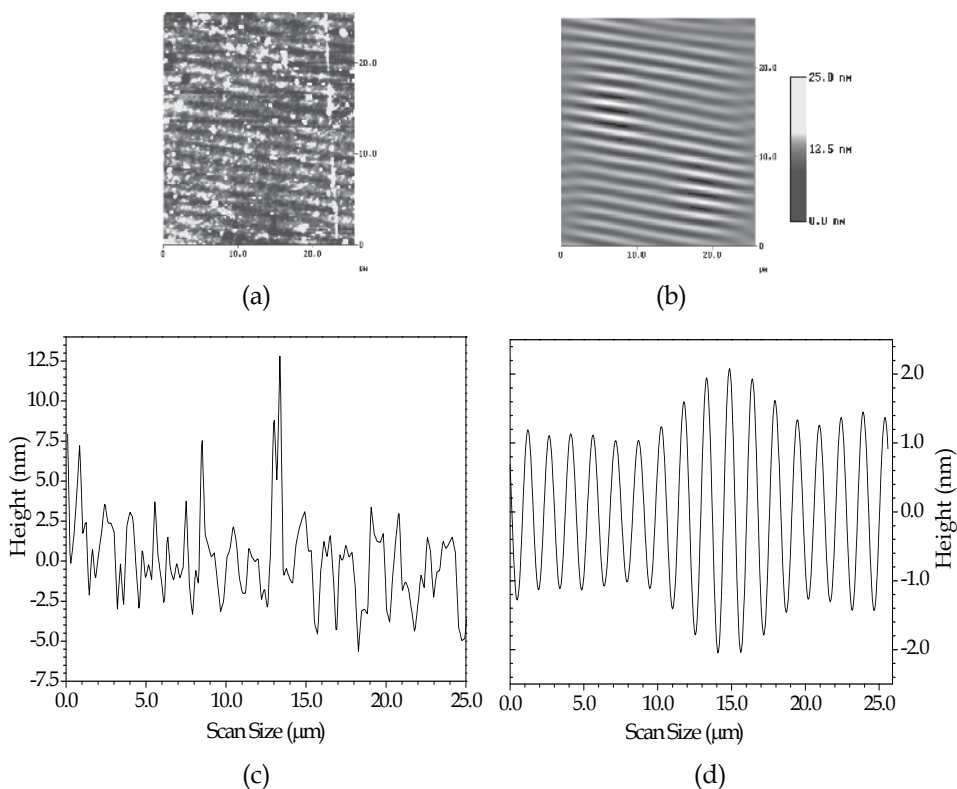 20.0
10.0
0
0 10.0 20.0
μm
(a)
20.0
10.0
0
0 10.0 20.0
μm
25.0 nm
12.5 nm
0.0 nm
(b)
12.5
10.0
7.5
5.0
2.5
0.0
-2.5
-5.0
-7.5
Height (nm)
0.0 5.0 10.0 15.0 20.0 25.0
Scan Size (μm)
(c)
2.0
1.0
0.0
-1.0
-2.0
Height (nm)
0.0 5.0 10.0 15.0 20.0 25.0
Scan Size (μm)
(d)